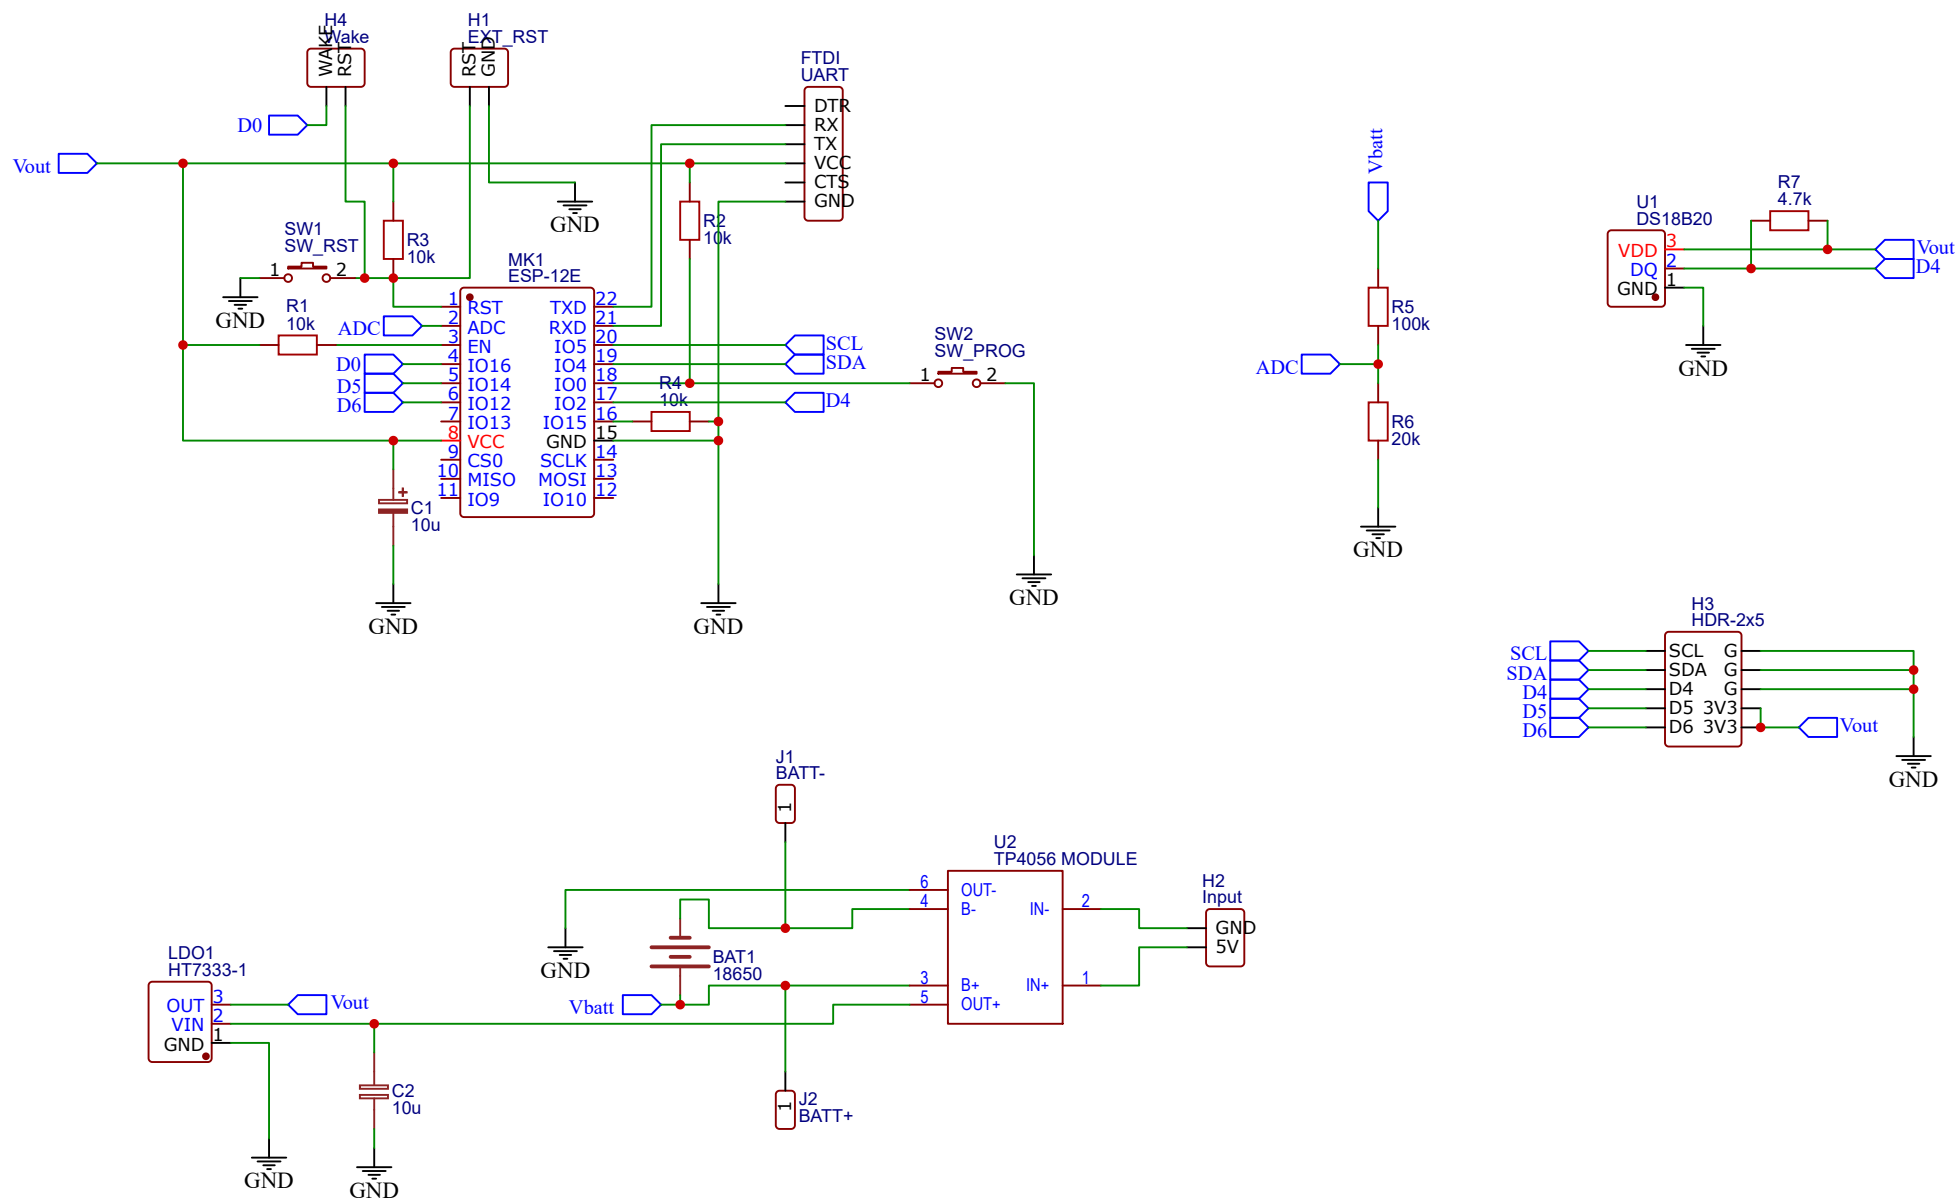 H4
Wake
WAKE
RST
H1
EXT_RST
RST
GND
FTDI
UART
DTR
RX
TX
VCC
CTS
GND
D0
Vout
GND
SW1
SW_RST
1
2
GND
R3
10k
R2
10k
R1
10k
MK1
ESP-12E
ADC
D0
D5
D6
1
2
3
4
5
6
7
8
9
10
11
RST
ADC
EN
IO16
IO14
IO12
IO13
VCC
CS0
MISO
IO9
TXD
RXD
IO5
IO4
IO0
IO2
IO15
GND
SCLK
MOSI
IO10
22
21
20
19
18
17
16
15
14
13
12
R4
10k
SCL
SDA
D4
SW2
SW_PROG
1
2
GND
C1
10u
GND
GND
Vbatt
R5
100k
ADC
R6
20k
GND
U1
DS18B20
VDD
DQ
GND
3
2
1
R7
4.7k
Vout
D4
GND
H3
HDR-2x5
SCL
SDA
D4
D5
D6
SCL G
SDA G
D4 G
D5 3V3
D6 3V3
Vout
GND
J1
BATT-
1
U2
TP4056 MODULE
6
4
3
5
OUT-
B-
B+
OUT+
IN-
IN+
2
1
H2
Input
GND
5V
GND
BAT1
18650
Vbatt
J2
BATT+
1
LDO1
HT7333-1
OUT
VIN
GND
3
2
1
Vout
C2
10u
GND
GND